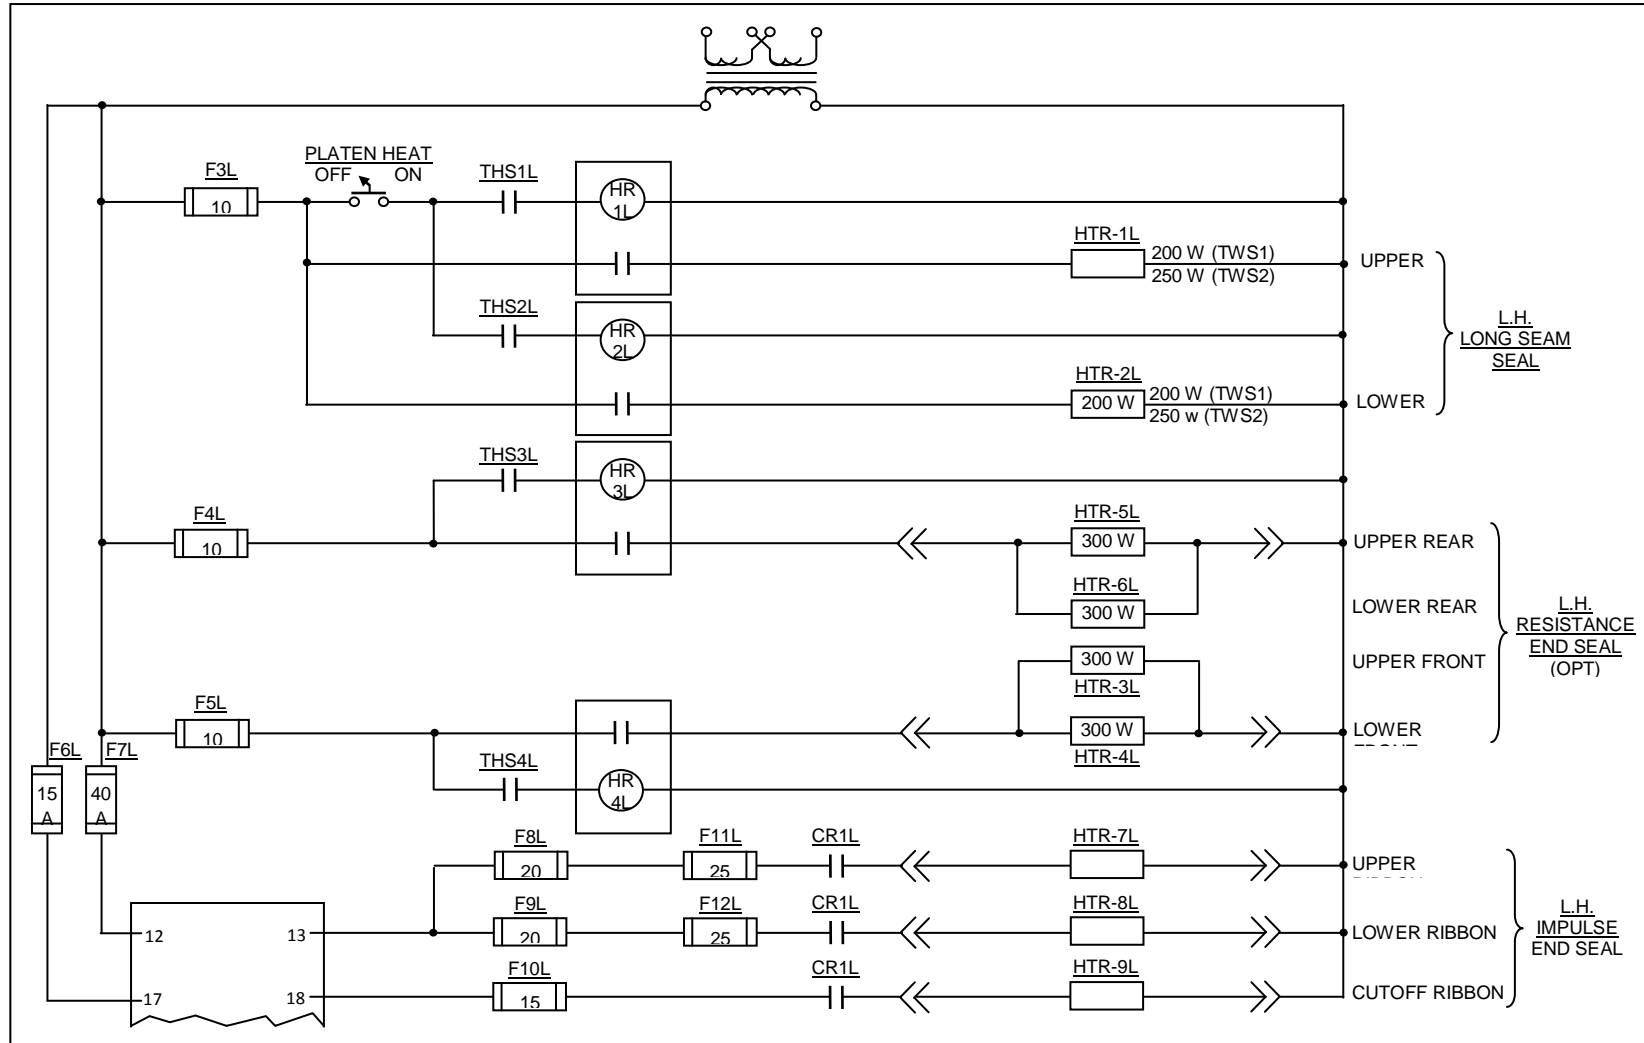 PLATEN HEAT
OFF ON
F3L
10
THS1L
HR
1L
HTR-1L
200 W (TWS1)
250 W (TWS2)
UPPER
THS2L
HR
2L
L.H.
LONG SEAM
SEAL
HTR-2L
200 W
200 W (TWS1)
250 w (TWS2)
LOWER
THS3L
HR
3L
F4L
10
HTR-5L
300 W
UPPER REAR
HTR-6L
300 W
LOWER REAR
L.H.
RESISTANCE
END SEAL
(OPT)
300 W
HTR-3L
UPPER FRONT
F5L
10
300 W
HTR-4L
LOWER
THS4L
HR
4L
F6L
15
A
F7L
40
A
F8L
20
F11L
25
CR1L
HTR-7L
UPPER
F9L
20
F12L
25
CR1L
HTR-8L
LOWER RIBBON
L.H.
IMPULSE
END SEAL
12
13
F10L
15
CR1L
HTR-9L
CUTOFF RIBBON
17
18